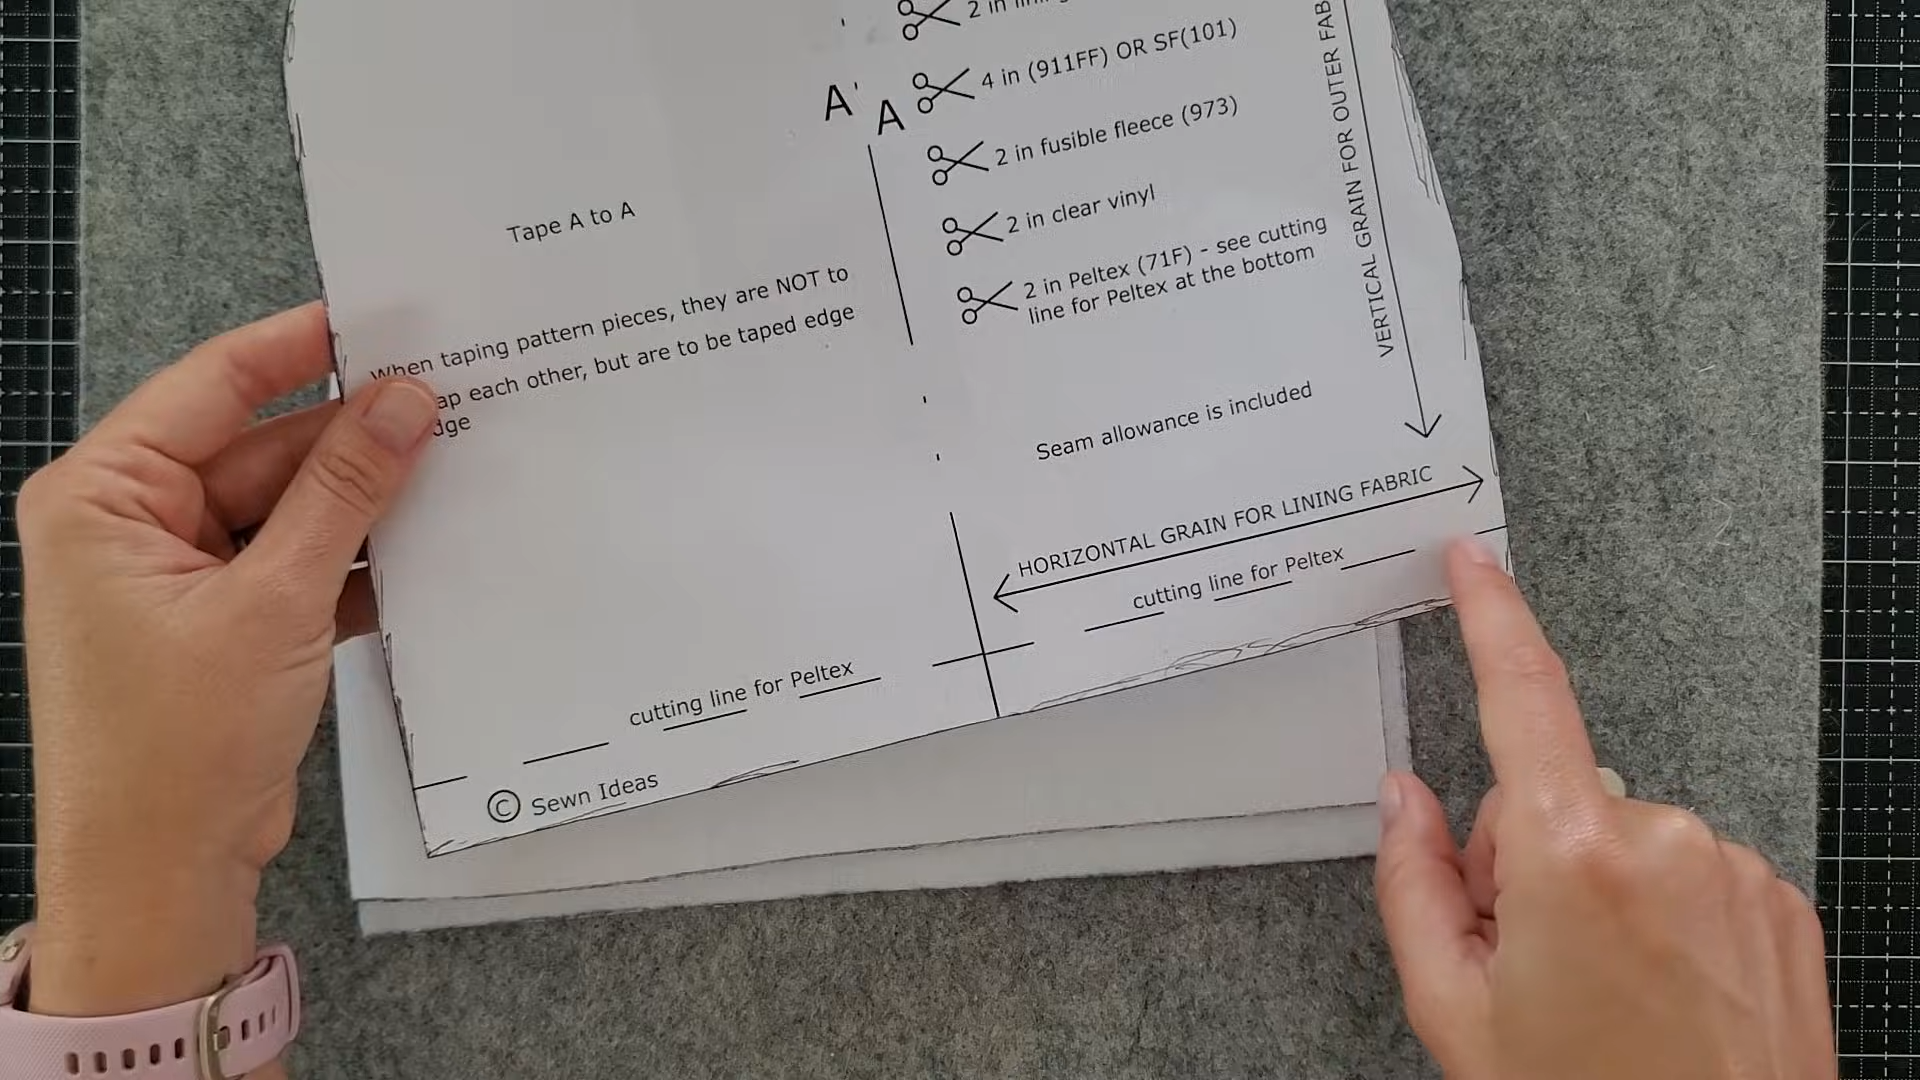 2 in
A' A
4 in (911FF) OR SF(101)
2 in fusible fleece (973)
2 in clear vinyl
2 in Peltex (71F) - see cutting
line for Peltex at the bottom
VERTICAL GRAIN FOR OUTER FAB
Tape A to A
When taping pattern pieces, they are NOT to
each other, but are to be taped edge
Seam allowance is included
HORIZONTAL GRAIN FOR LINING FABRIC
cutting line for Peltex
cutting line for Peltex
© Sewn Ideas